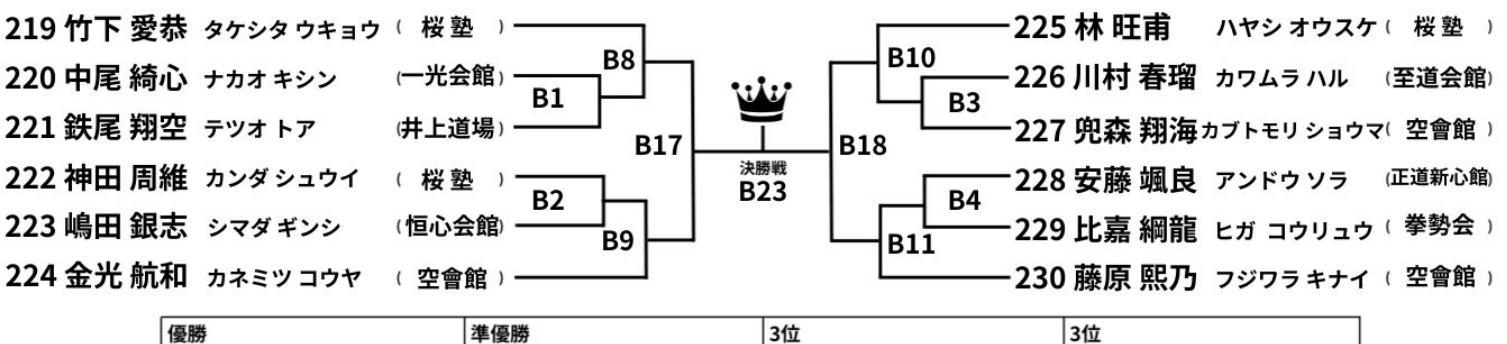 219 竹下 愛恭 タケシタ ウキョウ ( 桜 塾 )
220 中尾 綺心 ナカオ キシン (一光会館)
221 鉄尾 翔空 テツオ トア (井上道場)
222 神田 周維 カンダ シュウイ ( 桜 塾 )
223 嶋田 銀志 シマダ ギンシ (恒心会館)
224 金光 航和 カネミツ コウヤ ( 空會館 )
B8
B1
B17
B2
B9
決勝戦
B23
B10
B3
B18
B4
B11
225 林 旺甫 ハヤシ オウスケ ( 桜 塾 )
226 川村 春瑠 カワムラ ハル (至道会館)
227 兜森 翔海 カブトモリ ショウマ( 空會館 )
228 安藤 颯良 アンドウ ソラ (正道新心館)
229 比嘉 綱龍 ヒガ コウリュウ ( 拳勢会 )
230 藤原 熙乃 フジワラ キナイ ( 空會館 )
優勝
準優勝
3位
3位